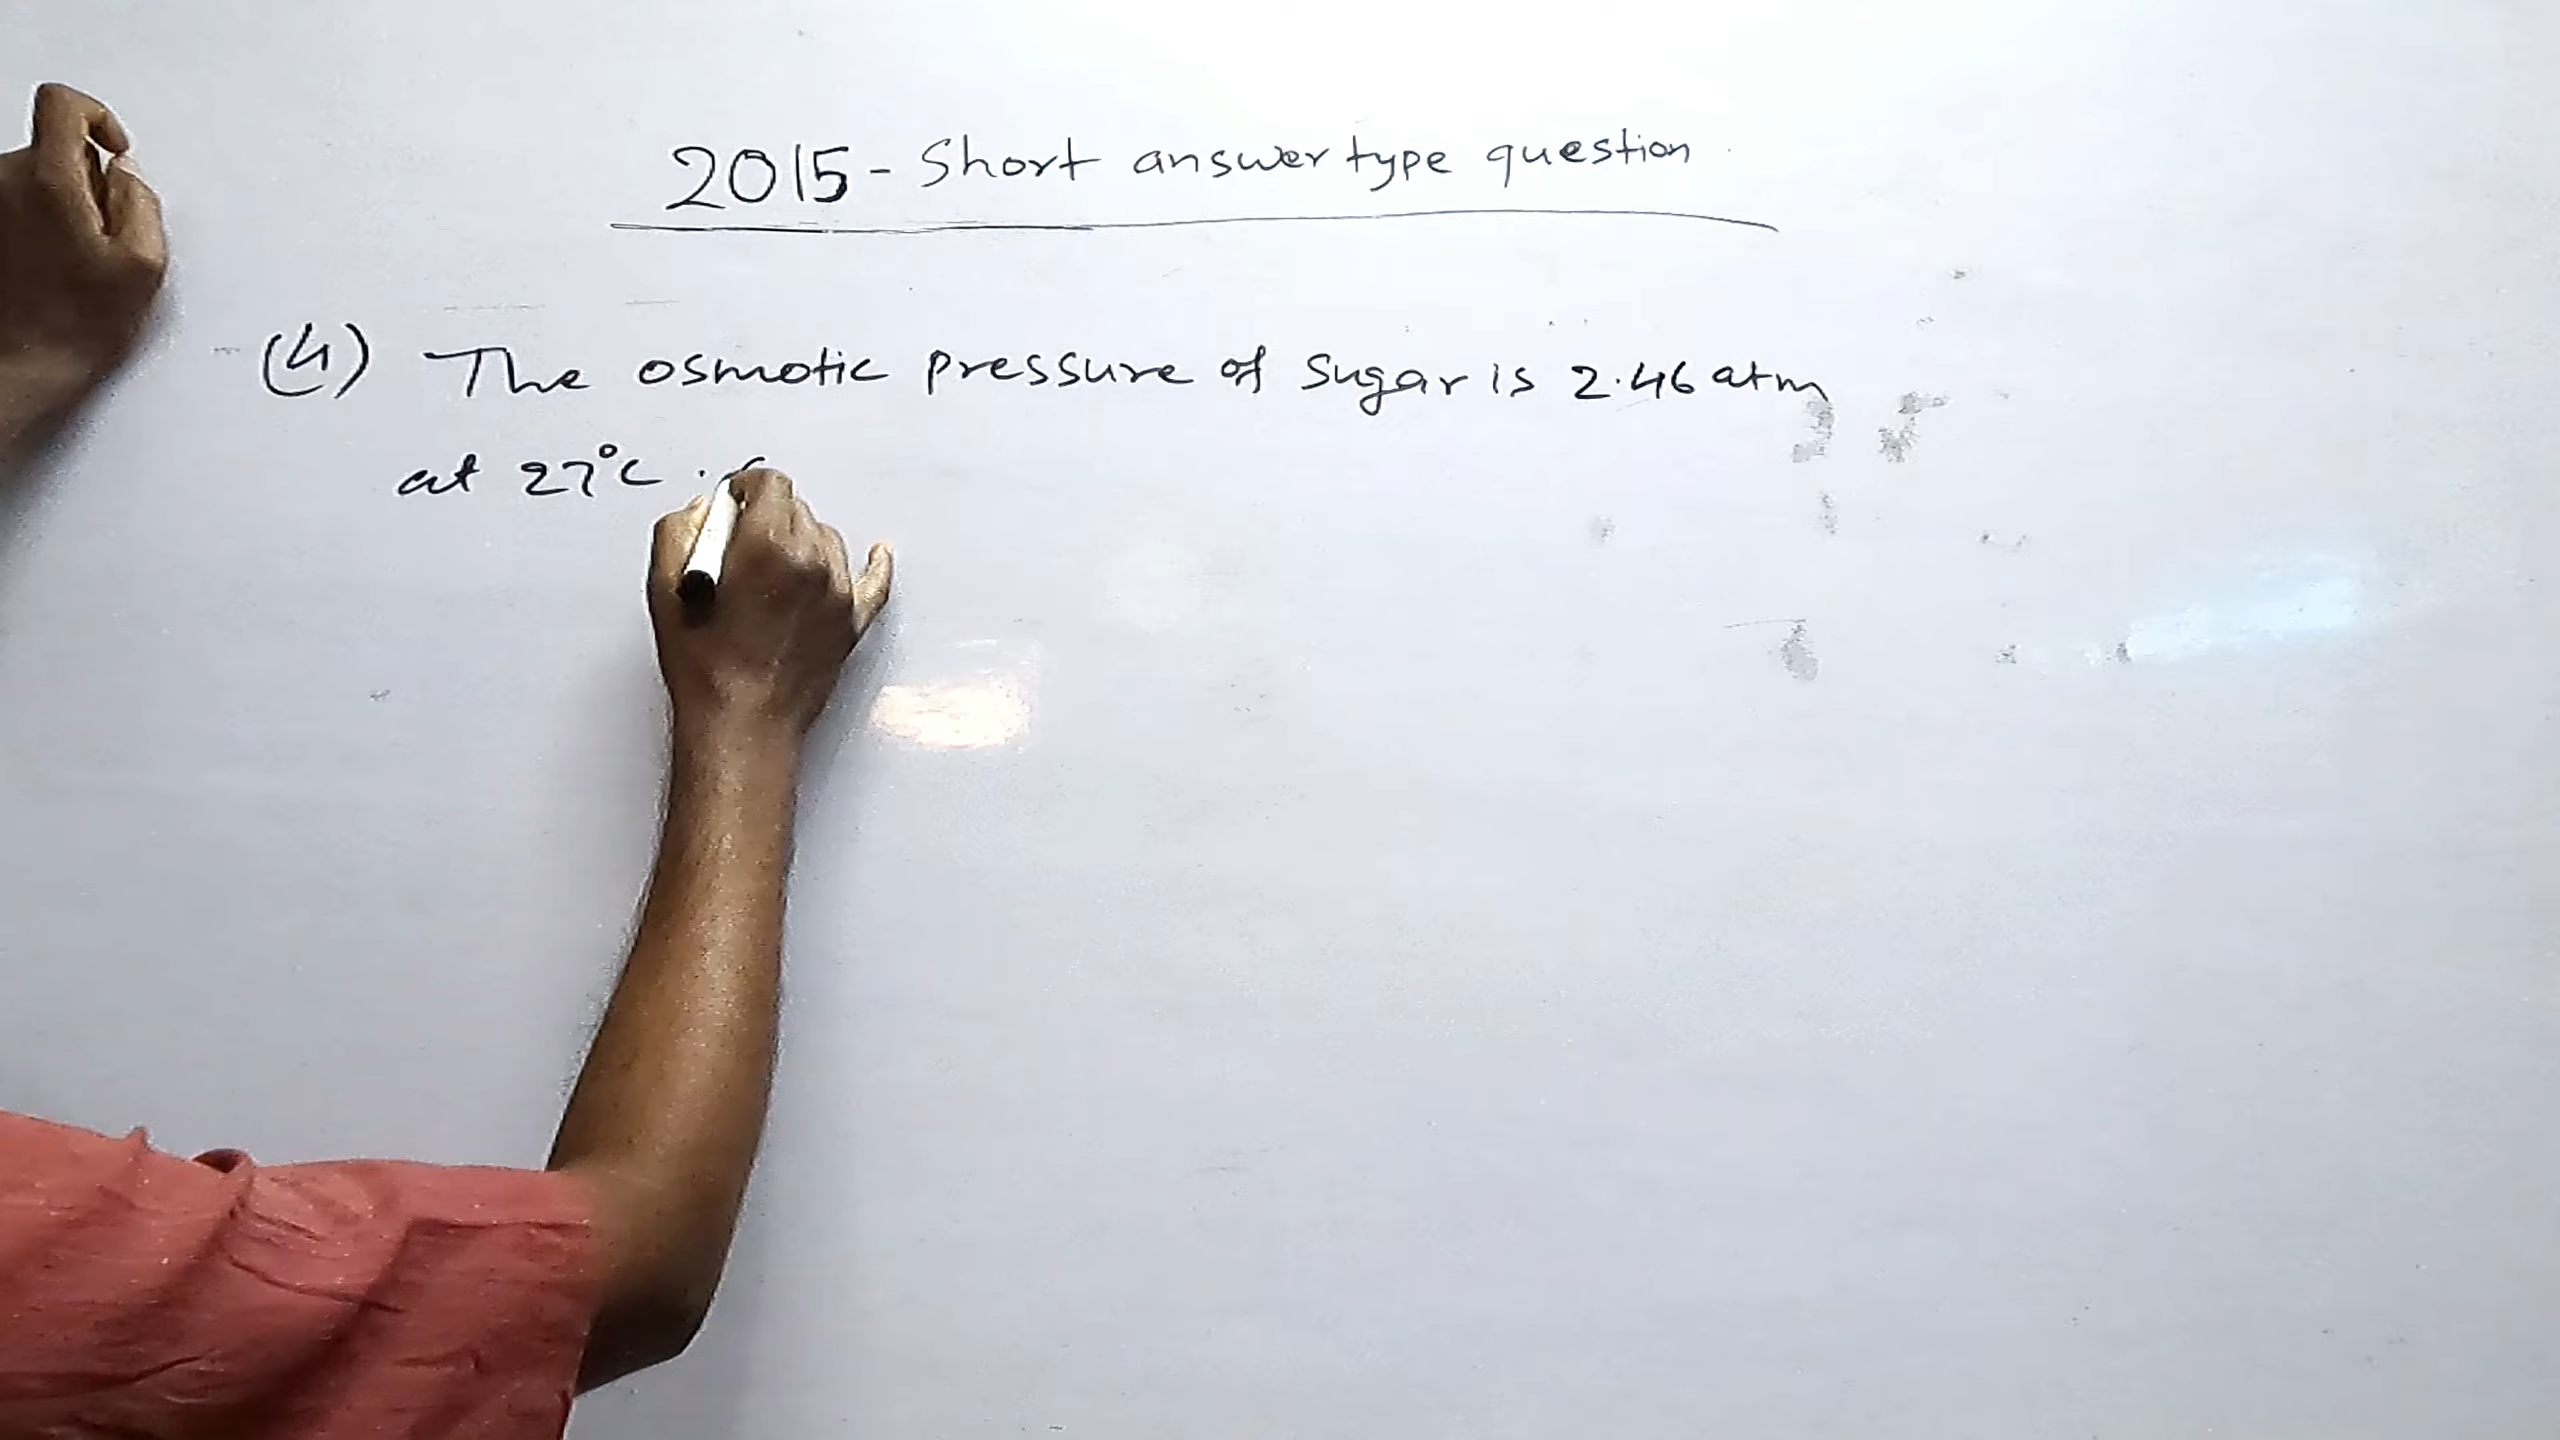 2015 - Short answer type question
(4) The osmotic pressure of sugar is 2.46 atm
at 27°C .